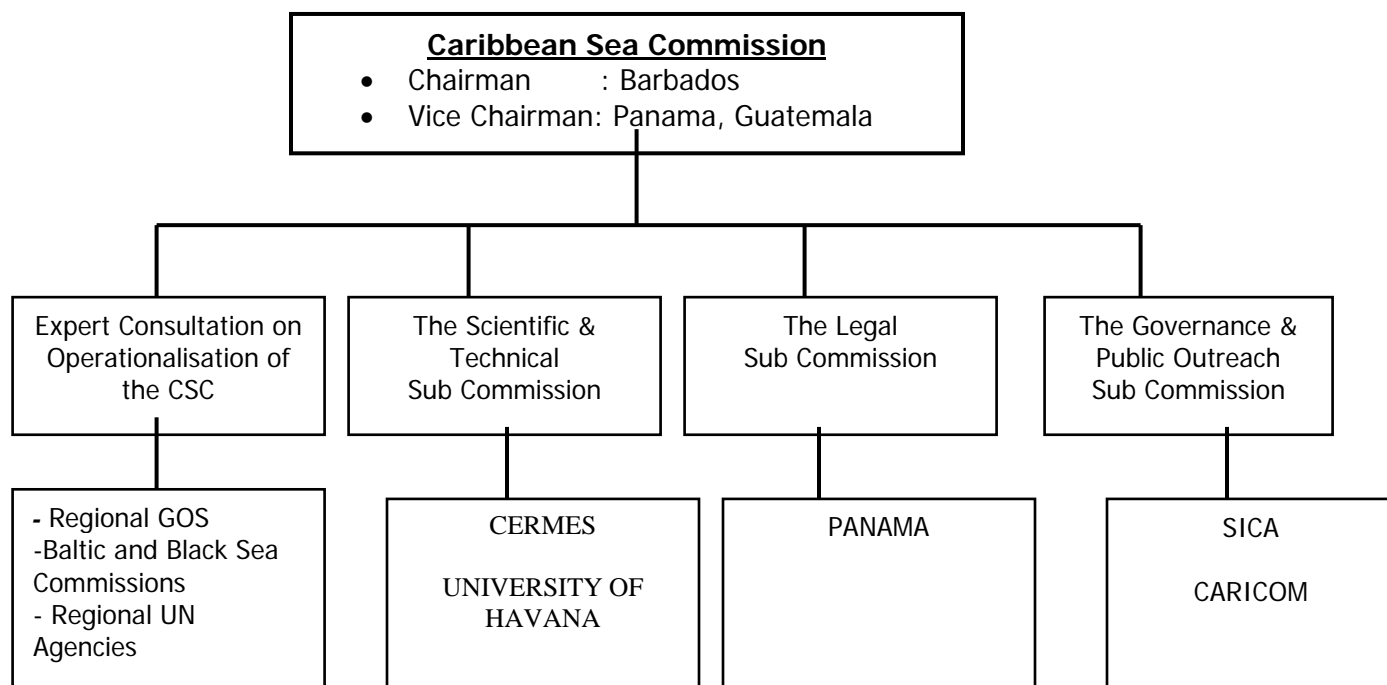 Caribbean Sea Commission
• Chairman : Barbados
• Vice Chairman: Panama, Guatemala
Expert Consultation on
Operationalisation of
the CSC
The Scientific &
Technical
Sub Commission
The Legal
Sub Commission
The Governance &
Public Outreach
Sub Commission
- Regional GOS
-Baltic and Black Sea
Commissions
- Regional UN
Agencies
CERMES
UNIVERSITY OF
HAVANA
PANAMA
SICA
CARICOM